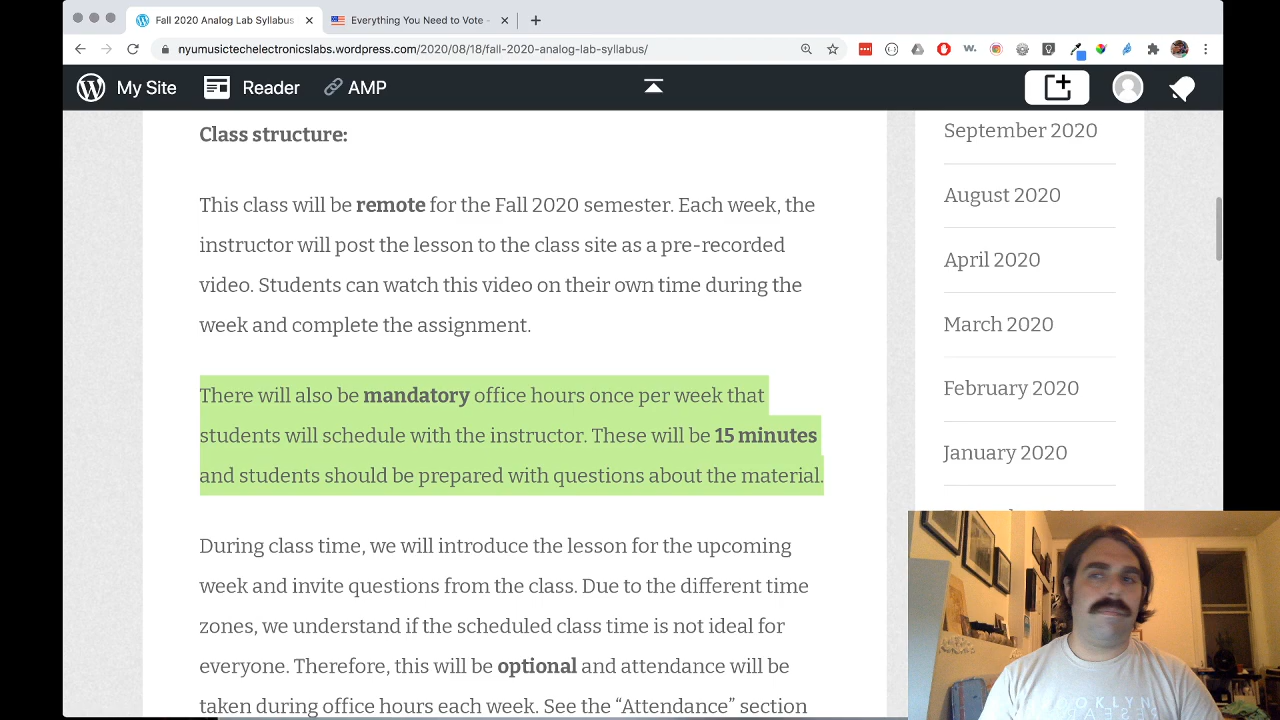 Fall 2020 Analog Lab Syllabus
Everything You Need to Vote -
nyumusictechelectronicslabs.wordpress.com/2020/08/18/fall-2020-analog-lab-syllabus/
My Site
Reader
AMP
Class structure:
This class will be remote for the Fall 2020 semester. Each week, the
instructor will post the lesson to the class site as a pre-recorded
video. Students can watch this video on their own time during the
week and complete the assignment.
There will also be mandatory office hours once per week that
students will schedule with the instructor. These will be 15 minutes
and students should be prepared with questions about the material.
During class time, we will introduce the lesson for the upcoming
week and invite questions from the class. Due to the different time
zones, we understand if the scheduled class time is not ideal for
everyone. Therefore, this will be optional and attendance will be
taken during office hours each week. See the “Attendance” section
September 2020
August 2020
April 2020
March 2020
February 2020
January 2020